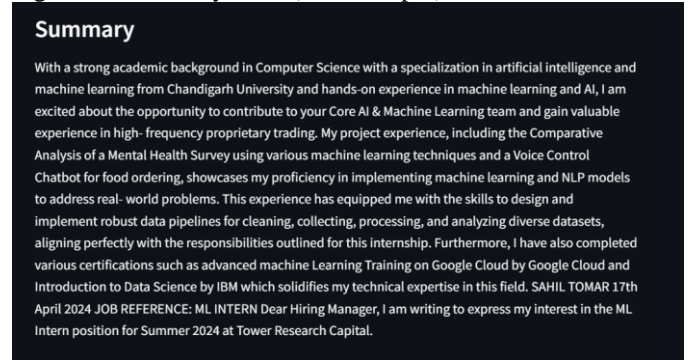 Summary
With a strong academic background in Computer Science with a specialization in artificial intelligence and
machine learning from Chandigarh University and hands-on experience in machine learning and AI, I am
excited about the opportunity to contribute to your Core AI & Machine Learning team and gain valuable
experience in high- frequency proprietary trading. My project experience, including the Comparative
Analysis of a Mental Health Survey using various machine learning techniques and a Voice Control
Chatbot for food ordering, showcases my proficiency in implementing machine learning and NLP models
to address real- world problems. This experience has equipped me with the skills to design and
implement robust data pipelines for cleaning, collecting, processing, and analyzing diverse datasets,
aligning perfectly with the responsibilities outlined for this internship. Furthermore, I have also completed
various certifications such as advanced machine Learning Training on Google Cloud by Google Cloud and
Introduction to Data Science by IBM which solidifies my technical expertise in this field. SAHIL TOMAR 17th
April 2024 JOB REFERENCE: ML INTERN Dear Hiring Manager, I am writing to express my interest in the ML
Intern position for Summer 2024 at Tower Research Capital.